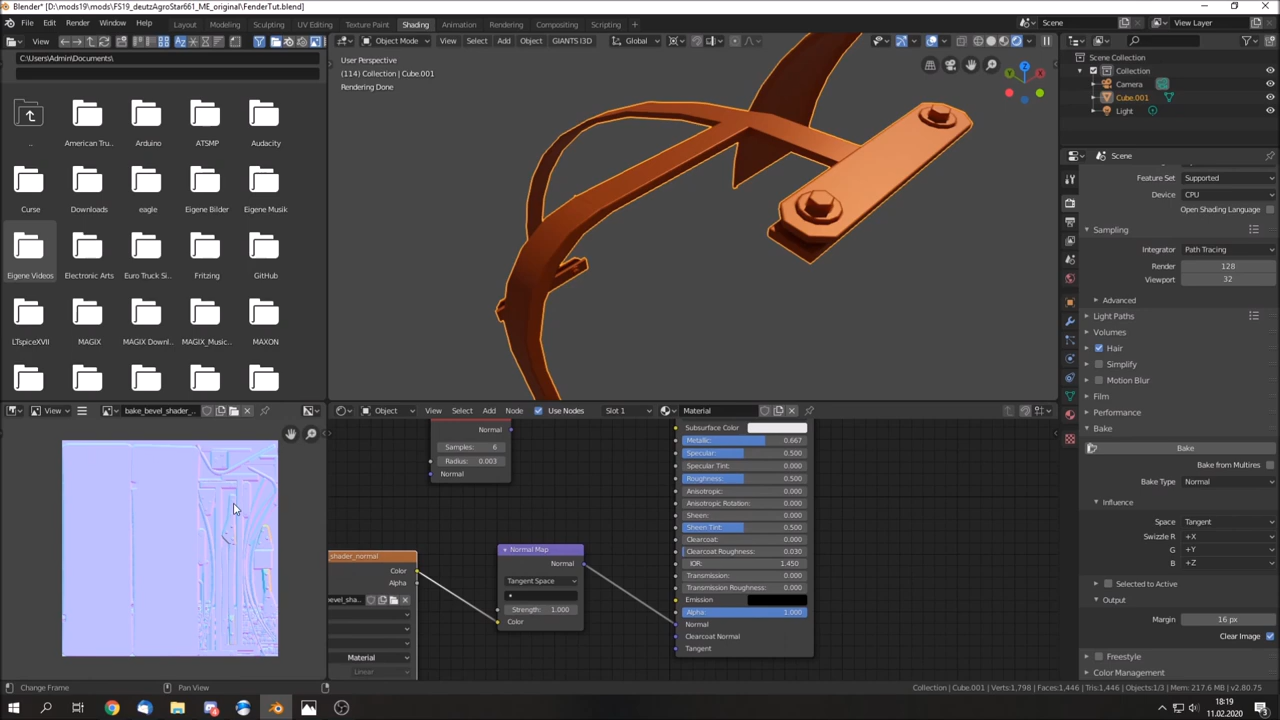 Blender* [D:\mods19\mods\FS19_deutzAgroStar661_ME_original\FenderTut.blend]
File Edit Render Window Help Layout Modeling Sculpting UV Editing Texture Paint Shading Animation Rendering Compositing Scripting + Scene View Layer
View Object Mode View Select Add Object GIANTS I3D Global
C:\Users\Admin\Documents\
User Perspective
(114) Collection | Cube.001
Rendering Done
Z
Scene Collection
Collection
Camera
Cube.001
Light
.. American Tru.. Arduino ATSMP Audacity
Curse Downloads eagle Eigene Bilder Eigene Musik
Eigene Videos Electronic Arts Euro Truck Si... Fritzing GitHub
LTspiceXVII MAGIX MAGIX Downl.. MAGIX_Music... MAXON
Scene
Feature Set Supported
Device CPU
Open Shading Language
Sampling
Integrator Path Tracing
Render 128
Viewport 32
Advanced
Light Paths
Volumes
Hair
Simplify
Motion Blur
Film
Performance
Bake
Bake
Bake from Multires
Bake Type Normal
Influence
Space Tangent
Swizzle R +X
G +Y
B +Z
Selected to Active
Output
Margin 16 px
Clear Image
Freestyle
Color Management
View bake_bevel_shader_..
Object View Select Add Node Use Nodes Slot 1 Material
Normal
Samples: 6
Radius: 0.003
Normal
shader_normal
Color
Alpha
bevel_sha..
Material
Linear
Normal Map
Normal
Tangent Space
Strength: 1.000
Color
Subsurface Color
Metallic: 0.667
Specular: 0.500
Specular Tint: 0.000
Roughness: 0.500
Anisotropic: 0.000
Anisotropic Rotation: 0.000
Sheen: 0.000
Sheen Tint: 0.500
Clearcoat: 0.000
Clearcoat Roughness: 0.030
IOR: 1.450
Transmission: 0.000
Transmission Roughness: 0.000
Emission
Alpha: 1.000
Normal
Clearcoat Normal
Tangent
Change Frame Pan View Collection | Cube.001 | Verts:1,798 | Faces:1,446 | Tris:1,446 | Objects:1/3 | Mem: 217.6 MB | v2.80.75
18:19
11.02.2020
3